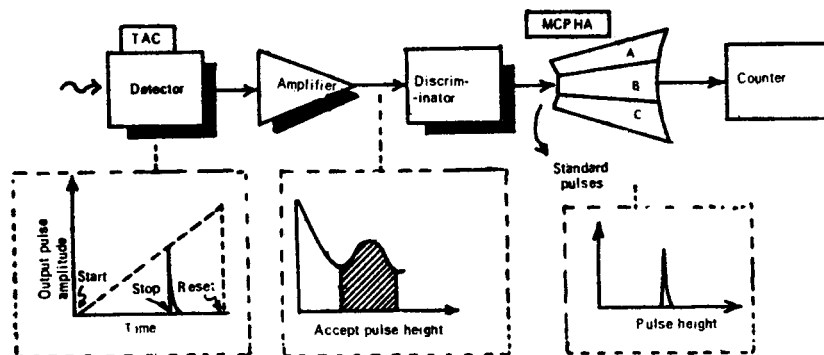 TAC
MCPHA
Detector
Amplifier
Discrim-
-inator
A
B
C
Counter
Standard
pulses
Output pulse
amplitude
Start
Stop
Reset
Time
Accept pulse height
Pulse height